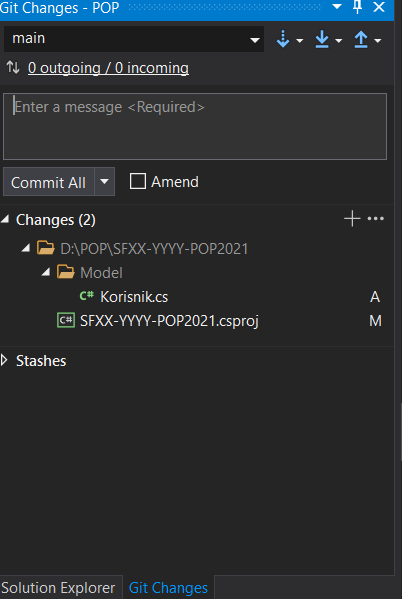 Git Changes - POP
main
0 outgoing / 0 incoming
Enter a message <Required>
Commit All
Amend
Changes (2)
D:\POP\SFXX-YYYY-POP2021
Model
C# Korisnik.cs A
C# SFXX-YYYY-POP2021.csproj M
Stashes
Solution Explorer Git Changes